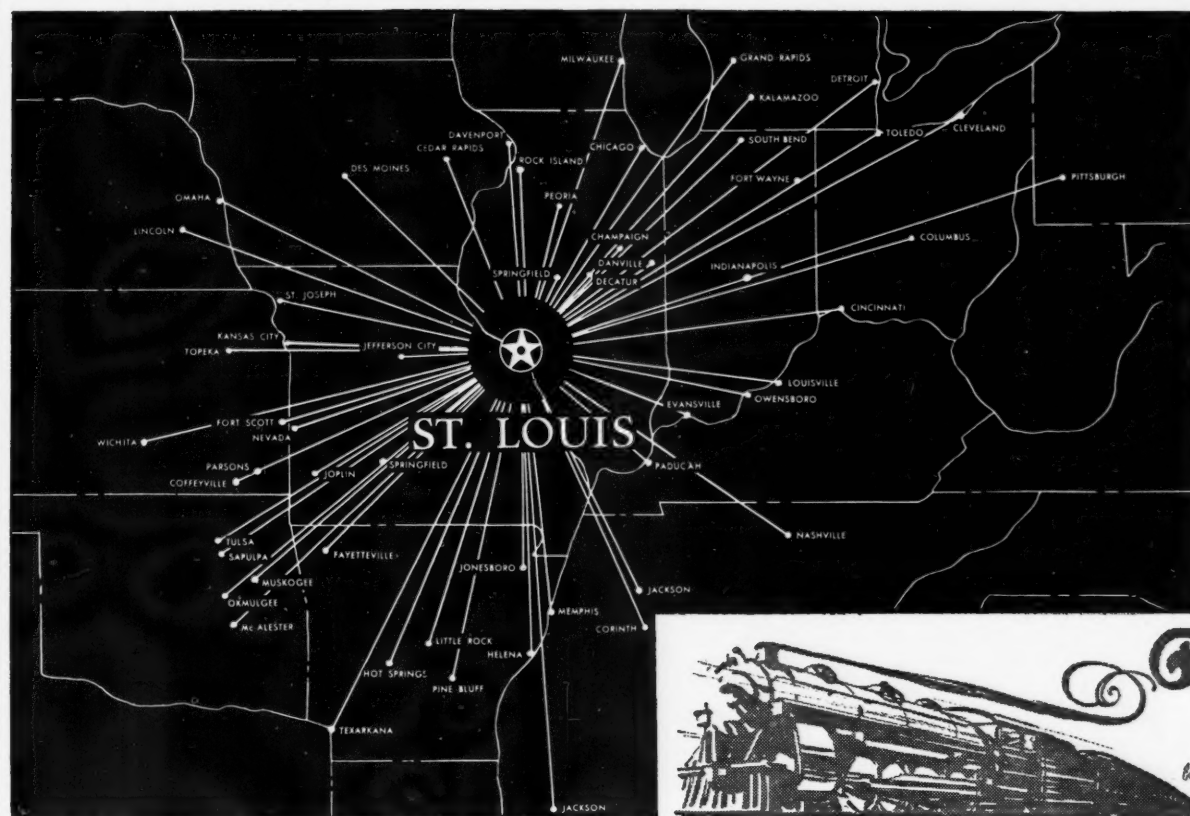 MILWAUKEE
GRAND RAPIDS
DETROIT
KALAMAZOO
CLEVELAND
TOLEDO
DAVENPORT
CEDAR RAPIDS
CHICAGO
SOUTH BEND
ROCK ISLAND
DES MOINES
FORT WAYNE
PITTSBURGH
OMAHA
PEORIA
LINCOLN
CHAMPAIGN
COLUMBUS
DANVILLE
INDIANAPOLIS
SPRINGFIELD
DECATUR
ST. JOSEPH
CINCINNATI
KANSAS CITY
TOPEKA
JEFFERSON CITY
LOUISVILLE
OWENSBORO
EVANSVILLE
FORT SCOTT
NEVADA
WICHITA
ST. LOUIS
PARSONS
COFFEYVILLE
JOPLIN
SPRINGFIELD
PADUCAH
TULSA
SAPULPA
FAYETTEVILLE
NASHVILLE
MUSKOGEE
JONESBORO
OKMULGEE
JACKSON
Mc ALESTER
MEMPHIS
CORINTH
LITTLE ROCK
HELENA
HOT SPRINGS
PINE BLUFF
TEXARKANA
JACKSON